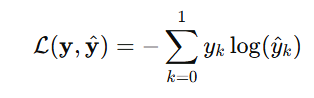 ℒ(𝐲, 𝐲̂) = − ∑_{k=0}^{1} y_k log(ŷ_k)